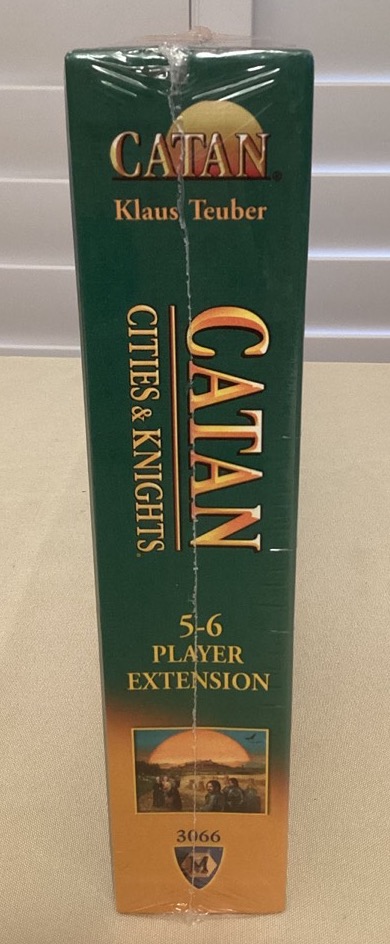 CATAN®
Klaus Teuber
CATAN
CITIES & KNIGHTS
5-6
PLAYER
EXTENSION
3066
M